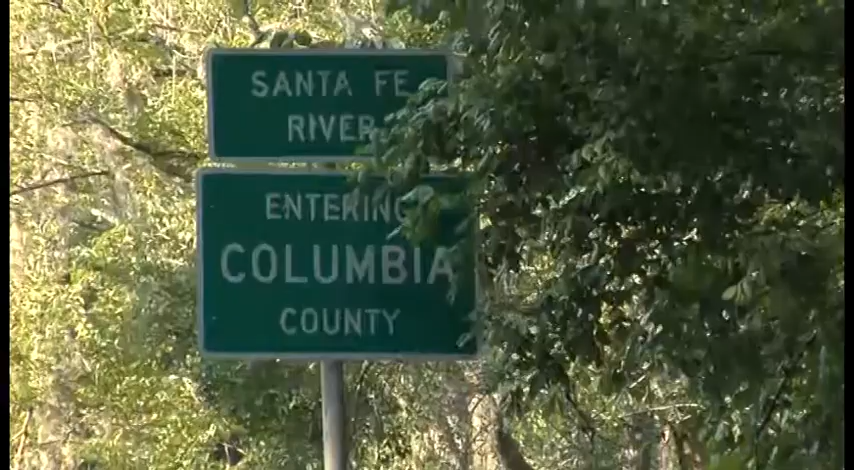 SANTA FE
RIVER
ENTERING
COLUMBIA
COUNTY